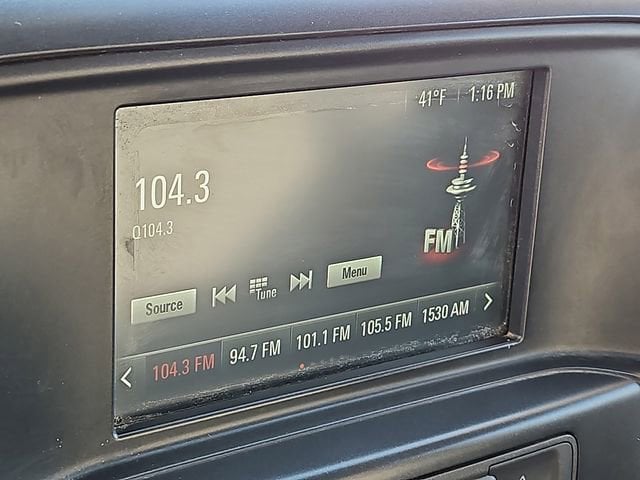 41°F 1:16 PM
104.3
Q104.3
FM
Source Tune Menu
104.3 FM 94.7 FM 101.1 FM 105.5 FM 1530 AM